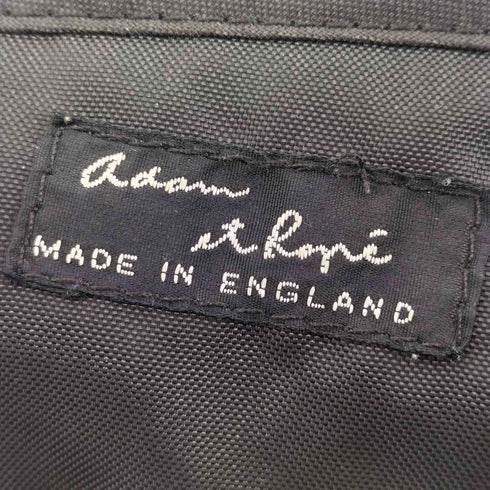 adam
et Ropé
MADE IN ENGLAND